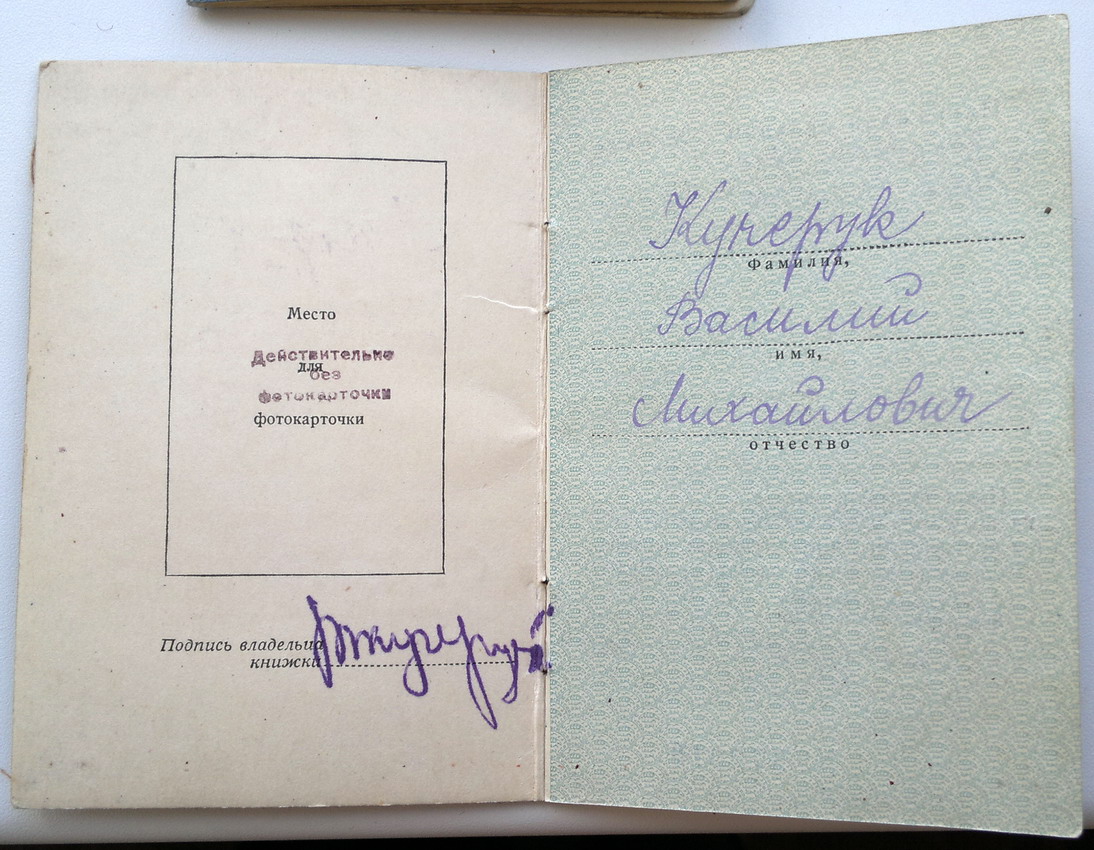 Место
Действительно
для
без
фотокарточки
фотокарточки
Подпись владельца
книжки
Кучерук
фамилия,
Василий
имя,
Михайлович
отчество